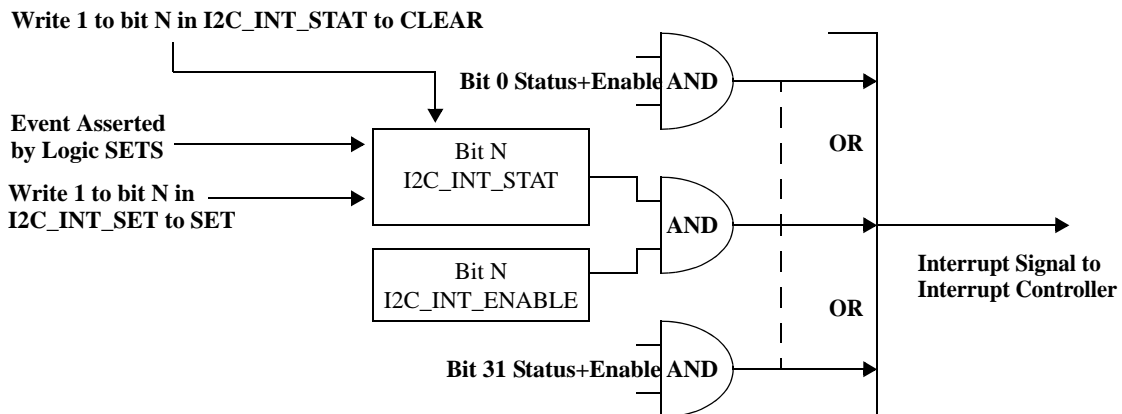 Write 1 to bit N in I2C_INT_STAT to CLEAR
Bit 0 Status+Enable
AND
Event Asserted
by Logic SETS
Bit N
I2C_INT_STAT
OR
Write 1 to bit N in
I2C_INT_SET to SET
AND
Bit N
I2C_INT_ENABLE
Interrupt Signal to
Interrupt Controller
OR
Bit 31 Status+Enable
AND